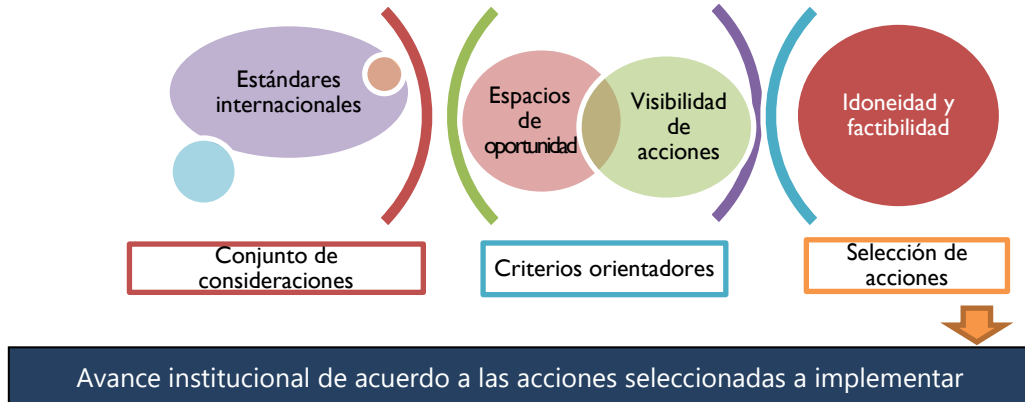 Estándares
internacionales
Espacios
de
oportunidad
Visibilidad
de
acciones
Idoneidad y
factibilidad
Conjunto de
consideraciones
Criterios orientadores
Selección de
acciones
Avance institucional de acuerdo a las acciones seleccionadas a implementar